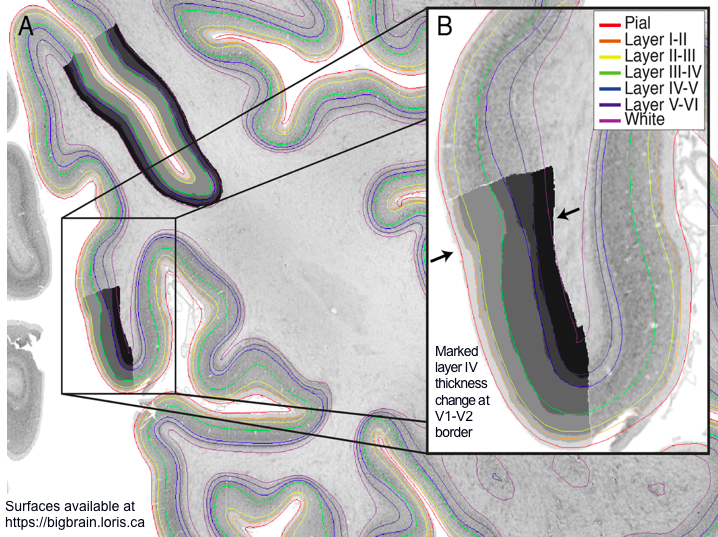 A
B
Pial
Layer I-II
Layer II-III
Layer III-IV
Layer IV-V
Layer V-VI
White
Marked
layer IV
thickness
change at
V1-V2
border
Surfaces available at
https://bigbrain.loris.ca